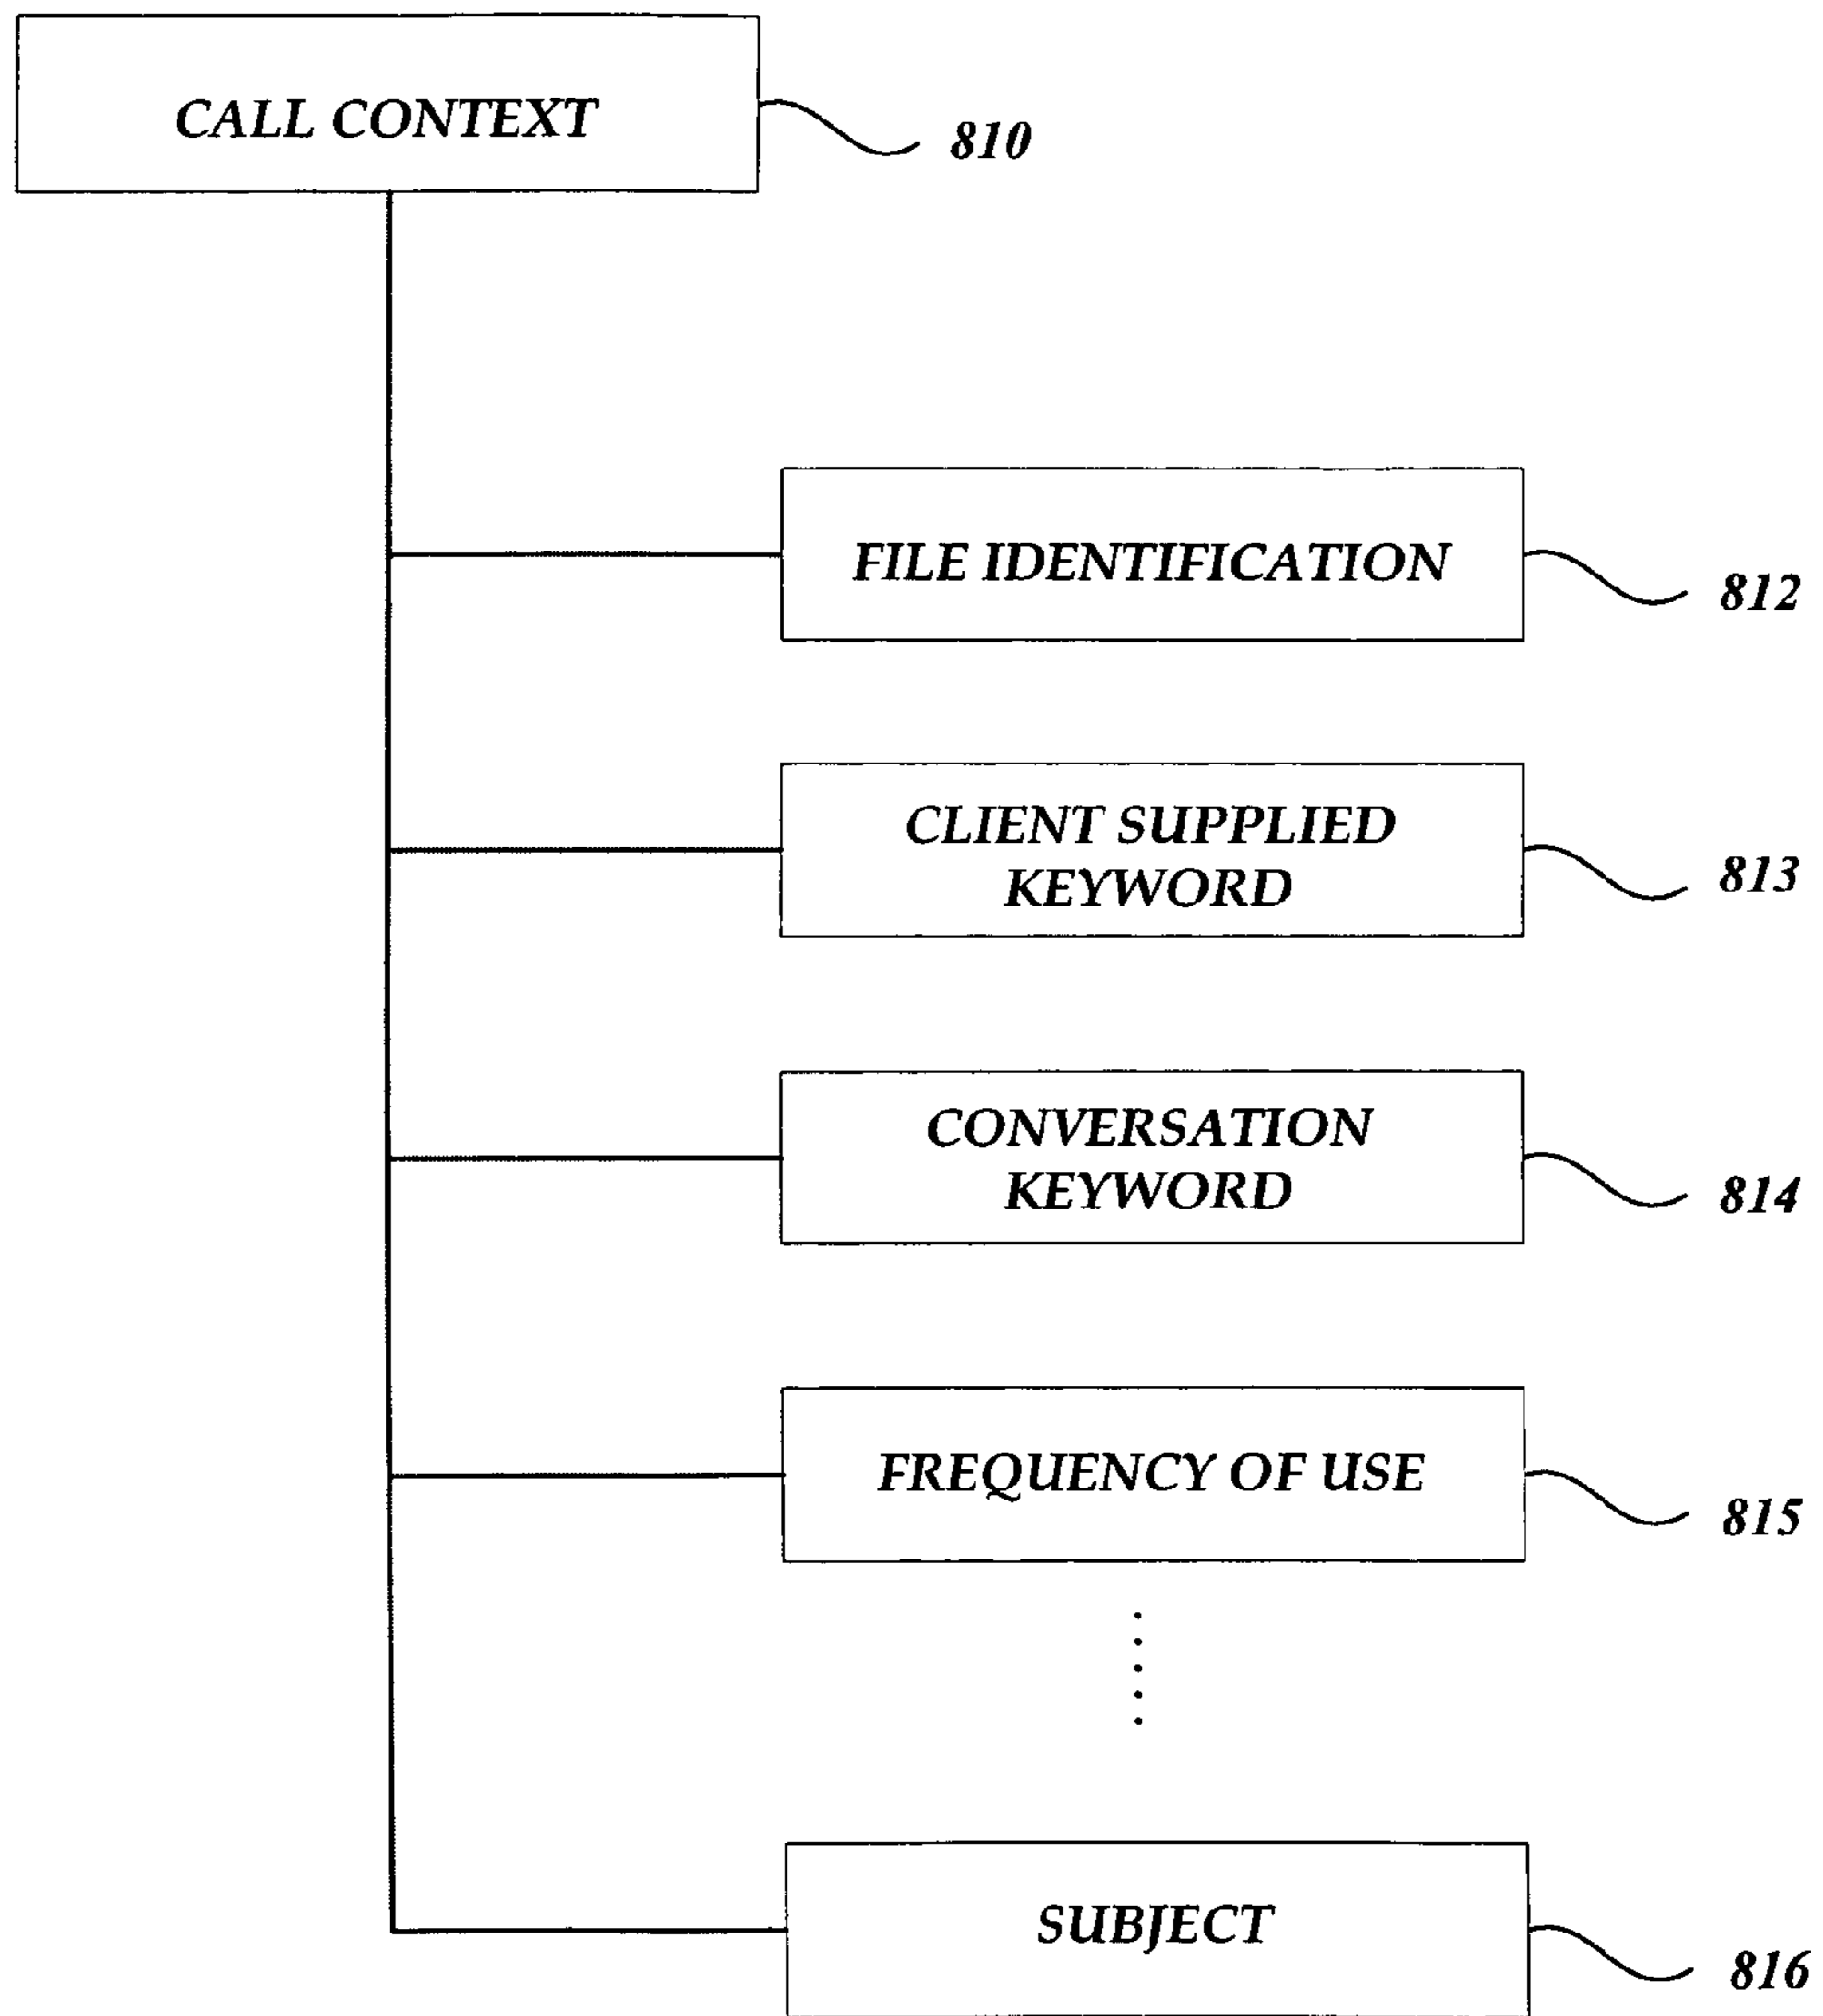 CALL CONTEXT
810
FILE IDENTIFICATION
812
CLIENT SUPPLIED
KEYWORD
813
CONVERSATION
KEYWORD
814
FREQUENCY OF USE
815
SUBJECT
816